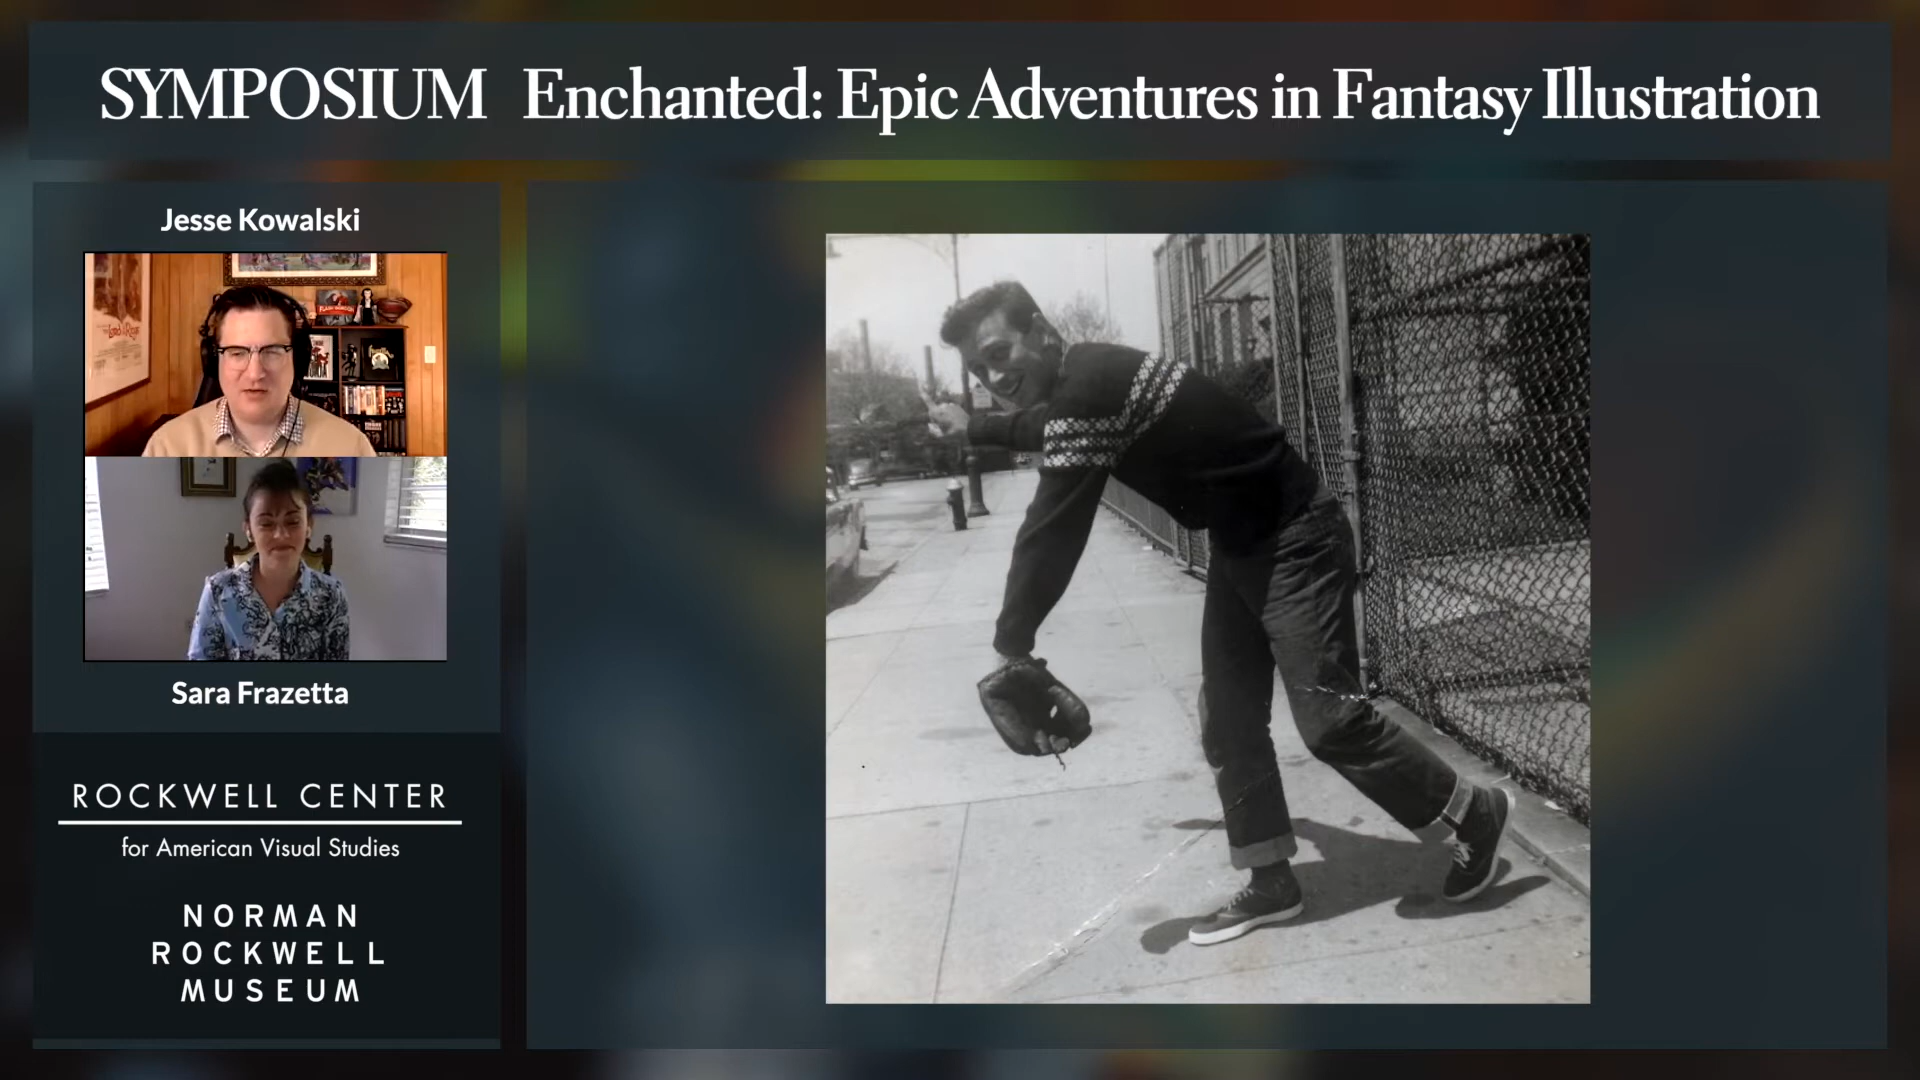 SYMPOSIUM Enchanted: Epic Adventures in Fantasy Illustration
Jesse Kowalski
Sara Frazetta
ROCKWELL CENTER
for American Visual Studies
NORMAN
ROCKWELL
MUSEUM